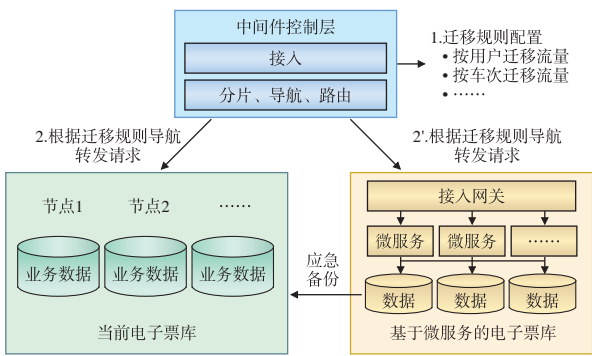 中间件控制层
接入
分片、导航、路由
1.迁移规则配置
• 按用户迁移流量
• 按车次迁移流量
• ……
2.根据迁移规则导航
转发请求
2'.根据迁移规则导航
转发请求
节点1
节点2
……
业务数据
业务数据
业务数据
当前电子票库
应急
备份
接入网关
微服务
微服务
……
数据
数据
数据
基于微服务的电子票库